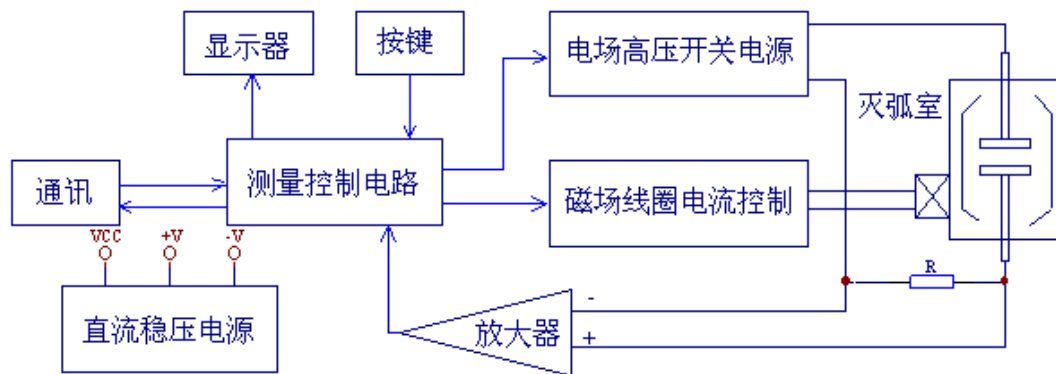 显示器
按键
电场高压开关电源
灭弧室
通讯
测量控制电路
磁场线圈电流控制
VCC
+V
-V
R
直流稳压电源
放大器
-
+